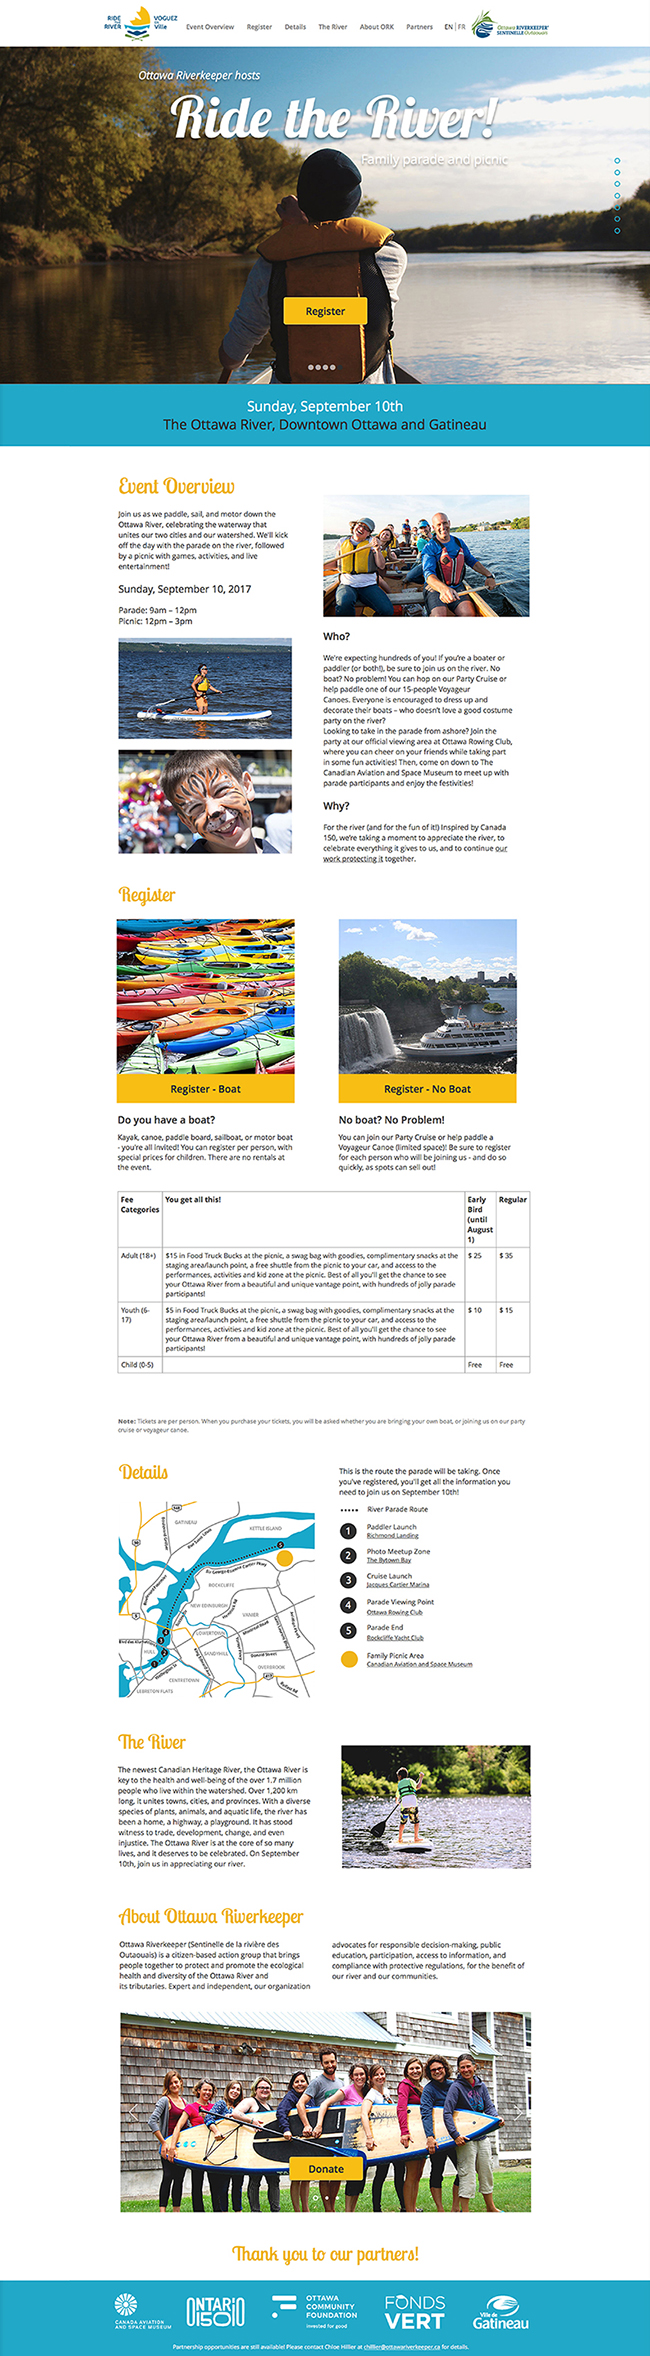 RIDE the RIVER VOGUEZ en Ville
Event Overview Register Details The River About ORK Partners EN FR
Ottawa RIVERKEEPER®
SENTINELLE Outaouais
Ottawa Riverkeeper hosts
Ride the River!
Family parade and picnic
Register
Sunday, September 10th
The Ottawa River, Downtown Ottawa and Gatineau
Event Overview
Join us as we paddle, sail, and motor down the
Ottawa River, celebrating the waterway that
unites our two cities and our watershed. We'll kick
off the day with the parade on the river, followed
by a picnic with games, activities, and live
entertainment!
Sunday, September 10, 2017
Parade: 9am – 12pm
Picnic: 12pm – 3pm
Who?
We're expecting hundreds of you! If you're a boater or
paddler (or both!), be sure to join us on the river. No
boat? No problem! You can hop on our Party Cruise or
help paddle one of our 15-people Voyageur
Canoes. Everyone is encouraged to dress up and
decorate their boats – who doesn't love a good costume
party on the river?
Looking to take in the parade from ashore? Join the
party at our official viewing area at Ottawa Rowing Club,
where you can cheer on your friends while taking part
in some fun activities! Then, come on down to The
Canadian Aviation and Space Museum to meet up with
parade participants and enjoy the festivities!
Why?
For the river (and for the fun of it!) Inspired by Canada
150, we're taking a moment to appreciate the river, to
celebrate everything it gives to us, and to continue our
work protecting it together.
Register
Register - Boat
Register - No Boat
Do you have a boat?
Kayak, canoe, paddle board, sailboat, or motor boat
- you're all invited! You can register per person, with
special prices for children. There are no rentals at
the event.
No boat? No Problem!
You can join our Party Cruise or help paddle a
Voyageur Canoe (limited space)! Be sure to register
for each person who will be joining us - and do so
quickly, as spots can sell out!
Fee Categories You get all this! Early Bird (until August 1) Regular
Adult (18+) $15 in Food Truck Bucks at the picnic, a swag bag with goodies, complimentary snacks at the $ 25 $ 35
staging area/launch point, a free shuttle from the picnic to your car, and access to the
performances, activities and kid zone at the picnic. Best of all you'll get the chance to see
your Ottawa River from a beautiful and unique vantage point, with hundreds of jolly parade
participants!
Youth (6-17) $5 in Food Truck Bucks at the picnic, a swag bag with goodies, complimentary snacks at the $ 10 $ 15
staging area/launch point, a free shuttle from the picnic to your car, and access to the
performances, activities and kid zone at the picnic. Best of all you'll get the chance to see
your Ottawa River from a beautiful and unique vantage point, with hundreds of jolly parade
participants!
Child (0-5) Free Free
Note: Tickets are per person. When you purchase your tickets, you will be asked whether you are bringing your own boat, or joining us on our party
cruise or voyageur canoe.
Details
GATINEAU
KETTLE ISLAND
ROCKCLIFFE
NEW EDINBURGH
VANIER
LOWERTOWN
HULL
SANDYHILL
OVERBROOK
CENTRETOWN
LEBRETON FLATS
This is the route the parade will be taking. Once
you've registered, you'll get all the information you
need to join us on September 10th!
River Parade Route
1 Paddler Launch
Richmond Landing
2 Photo Meetup Zone
The Bytown Bay
3 Cruise Launch
Jacques Cartier Marina
4 Parade Viewing Point
Ottawa Rowing Club
5 Parade End
Rockcliffe Yacht Club
Family Picnic Area
Canadian Aviation and Space Museum
The River
The newest Canadian Heritage River, the Ottawa River is
key to the health and well-being of the over 1.7 million
people who live within the watershed. Over 1,200 km
long, it unites towns, cities, and provinces. With a diverse
species of plants, animals, and aquatic life, the river has
been a home, a highway, a playground. It has stood
witness to trade, development, change, and even
injustice. The Ottawa River is at the core of so many
lives, and it deserves to be celebrated. On September
10th, join us in appreciating our river.
About Ottawa Riverkeeper
Ottawa Riverkeeper (Sentinelle de la rivière des
Outaouais) is a citizen-based action group that brings
people together to protect and promote the ecological
health and diversity of the Ottawa River and
its tributaries. Expert and independent, our organization
advocates for responsible decision-making, public
education, participation, access to information, and
compliance with protective regulations, for the benefit of
our river and our communities.
Donate
Thank you to our partners!
CANADA AVIATION
AND SPACE MUSEUM
ONTARIO
150
OTTAWA
COMMUNITY
FOUNDATION
invested for good
FONDS
VERT
Ville de
Gatineau
Partnership opportunities are still available! Please contact Chloe Hillier at chillier@ottawariverkeeper.ca for details.